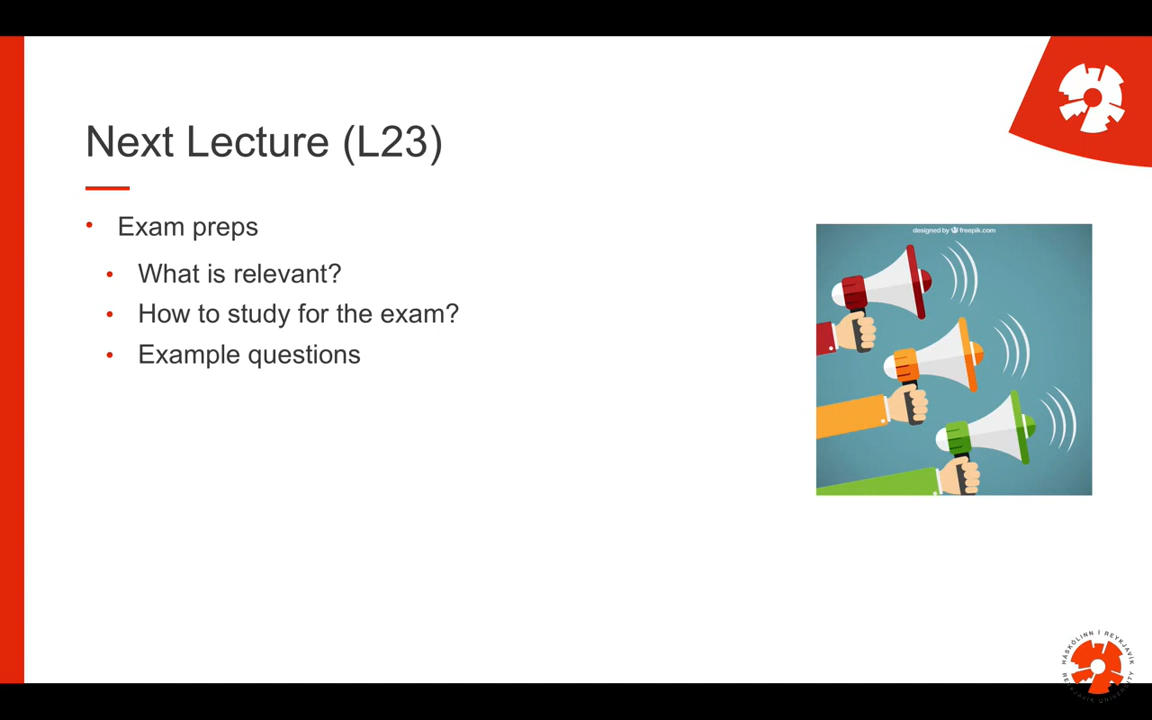 Next Lecture (L23)
• Exam preps
• What is relevant?
• How to study for the exam?
• Example questions
designed by freepik.com
HÁSKÓLINN Í REYKJAVÍK
REYKJAVIK UNIVERSITY